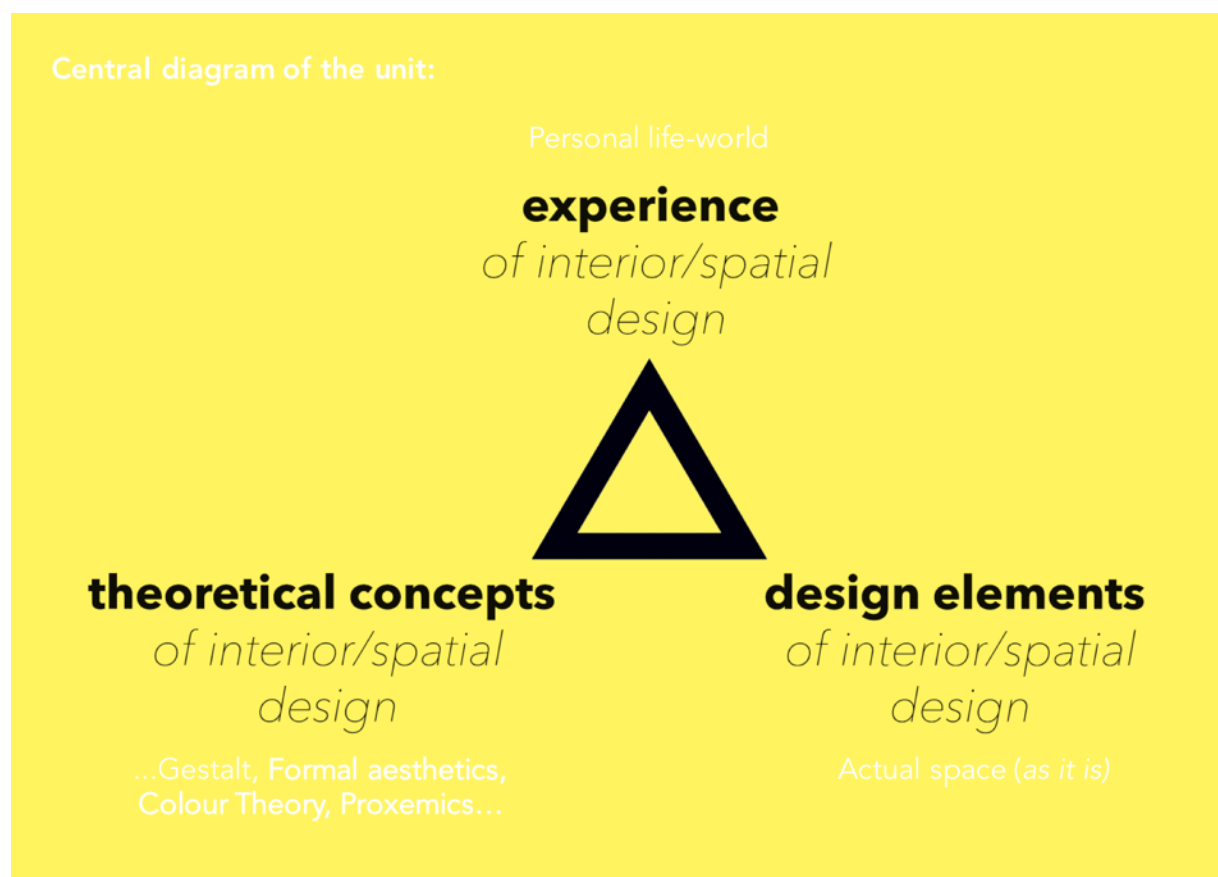 Central diagram of the unit:
Personal life-world
experience
of interior/spatial
design
theoretical concepts
of interior/spatial
design
...Gestalt, Formal aesthetics,
Colour Theory, Proxemics...
design elements
of interior/spatial
design
Actual space (as it is)